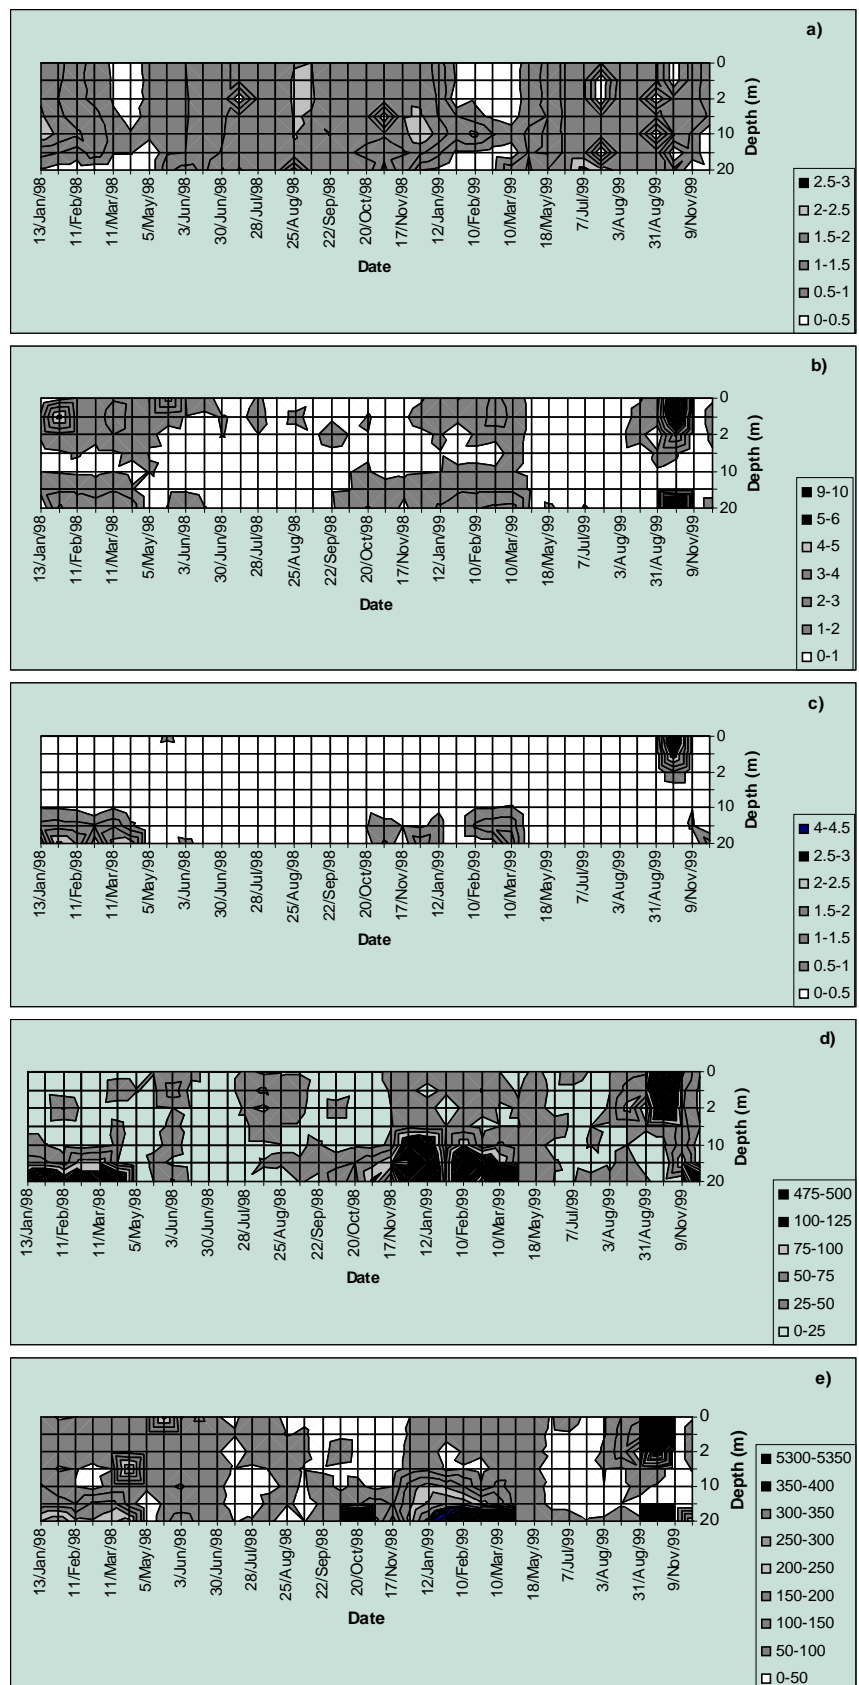 a)
0
2
10
20
Depth (m)
13/Jan/98
11/Feb/98
11/Mar/98
5/May/98
3/Jun/98
30/Jun/98
28/Jul/98
25/Aug/98
22/Sep/98
20/Oct/98
17/Nov/98
12/Jan/99
10/Feb/99
10/Mar/99
18/May/99
7/Jul/99
3/Aug/99
31/Aug/99
9/Nov/99
Date
2.5-3
2-2.5
1.5-2
1-1.5
0.5-1
0-0.5
b)
0
2
10
20
Depth (m)
13/Jan/98
11/Feb/98
11/Mar/98
5/May/98
3/Jun/98
30/Jun/98
28/Jul/98
25/Aug/98
22/Sep/98
20/Oct/98
17/Nov/98
12/Jan/99
10/Feb/99
10/Mar/99
18/May/99
7/Jul/99
3/Aug/99
31/Aug/99
9/Nov/99
Date
9-10
5-6
4-5
3-4
2-3
1-2
0-1
c)
0
2
10
20
Depth (m)
13/Jan/98
11/Feb/98
11/Mar/98
5/May/98
3/Jun/98
30/Jun/98
28/Jul/98
25/Aug/98
22/Sep/98
20/Oct/98
17/Nov/98
12/Jan/99
10/Feb/99
10/Mar/99
18/May/99
7/Jul/99
3/Aug/99
31/Aug/99
9/Nov/99
Date
4-4.5
2.5-3
2-2.5
1.5-2
1-1.5
0.5-1
0-0.5
d)
0
2
10
20
Depth (m)
13/Jan/98
11/Feb/98
11/Mar/98
5/May/98
3/Jun/98
30/Jun/98
28/Jul/98
25/Aug/98
22/Sep/98
20/Oct/98
17/Nov/98
12/Jan/99
10/Feb/99
10/Mar/99
18/May/99
7/Jul/99
3/Aug/99
31/Aug/99
9/Nov/99
Date
475-500
100-125
75-100
50-75
25-50
0-25
e)
0
2
10
20
Depth (m)
13/Jan/98
11/Feb/98
11/Mar/98
5/May/98
3/Jun/98
30/Jun/98
28/Jul/98
25/Aug/98
22/Sep/98
20/Oct/98
17/Nov/98
12/Jan/99
10/Feb/99
10/Mar/99
18/May/99
7/Jul/99
3/Aug/99
31/Aug/99
9/Nov/99
Date
5300-5350
350-400
300-350
250-300
200-250
150-200
100-150
50-100
0-50